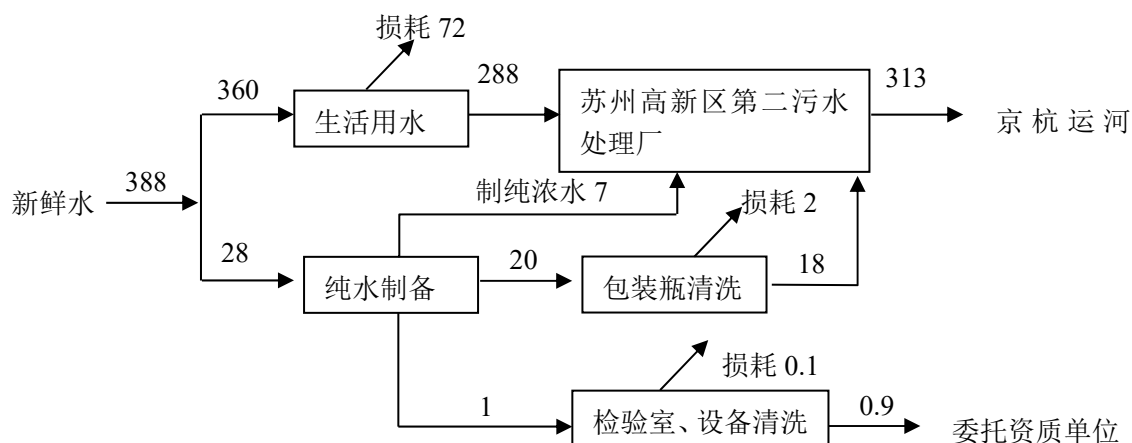 损耗 72
360
288
313
生活用水
苏州高新区第二污水
处理厂
京杭运河
388
新鲜水
制纯浓水 7
损耗 2
28
20
18
纯水制备
包装瓶清洗
损耗 0.1
1
0.9
检验室、设备清洗
委托资质单位